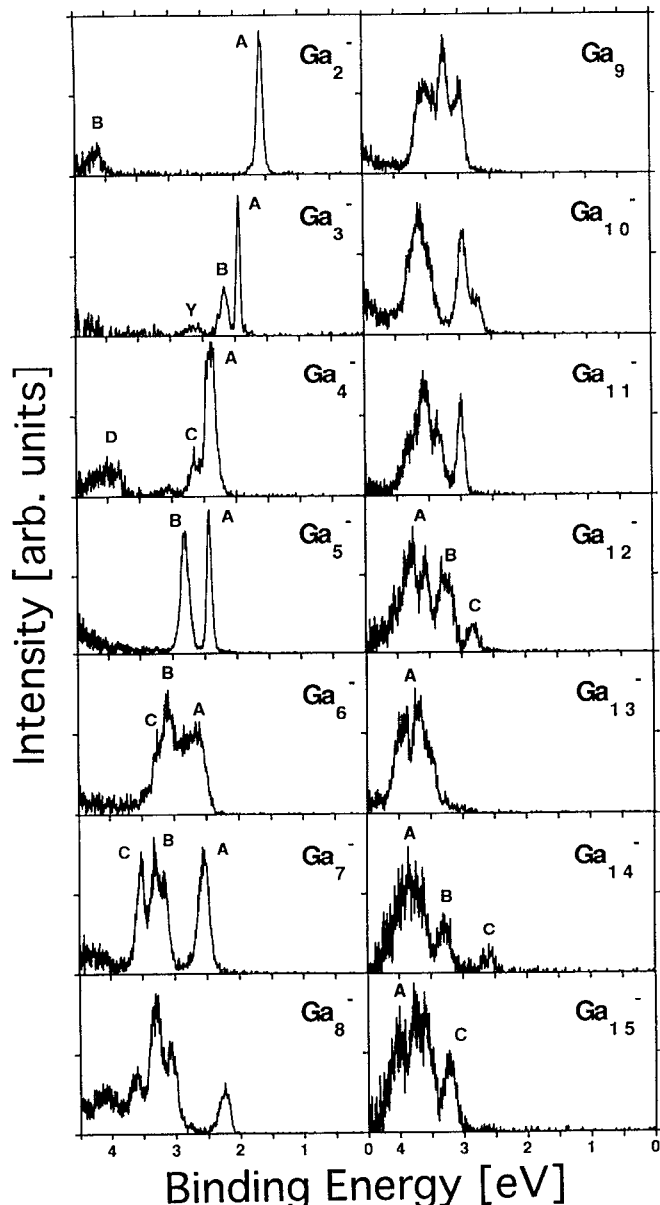 Intensity [arb. units]
A
B
Ga2-
Ga9-
A
B
Y
Ga3-
Ga10-
A
C
D
Ga4-
Ga11-
B
A
Ga5-
A
B
C
Ga12-
B
C
A
Ga6-
A
Ga13-
C
B
A
Ga7-
A
B
C
Ga14-
Ga8-
A
C
Ga15-
4 3 2 1 0 4 3 2 1 0
Binding Energy [eV]